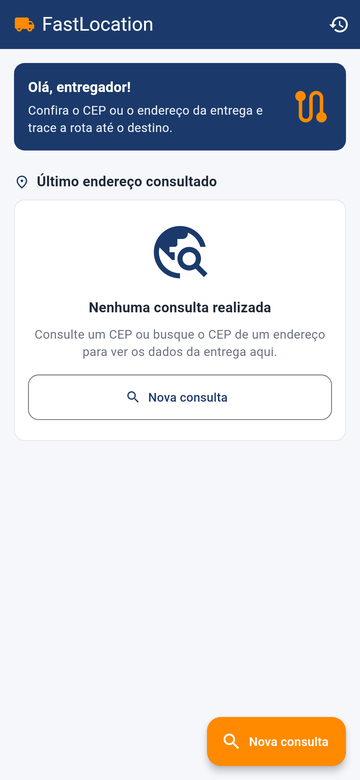 FastLocation
Olá, entregador!
Confira o CEP ou o endereço da entrega e
trace a rota até o destino.
Último endereço consultado
Nenhuma consulta realizada
Consulte um CEP ou busque o CEP de um endereço
para ver os dados da entrega aqui.
Nova consulta
Nova consulta